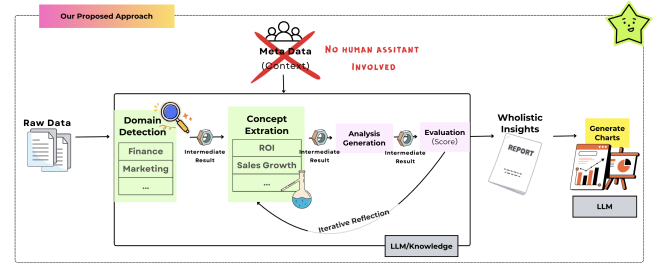 Our Proposed Approach
Meta Data
(Context)
No human assitant
Involved
Raw Data
Domain
Detection
Finance
Marketing
...
Intermediate
Result
Concept
Extration
ROI
Sales Growth
...
Intermediate
Result
Analysis
Generation
Intermediate
Result
Evaluation
(Score)
Iterative Reflection
LLM/Knowledge
Wholistic
Insights
REPORT
Generate
Charts
LLM